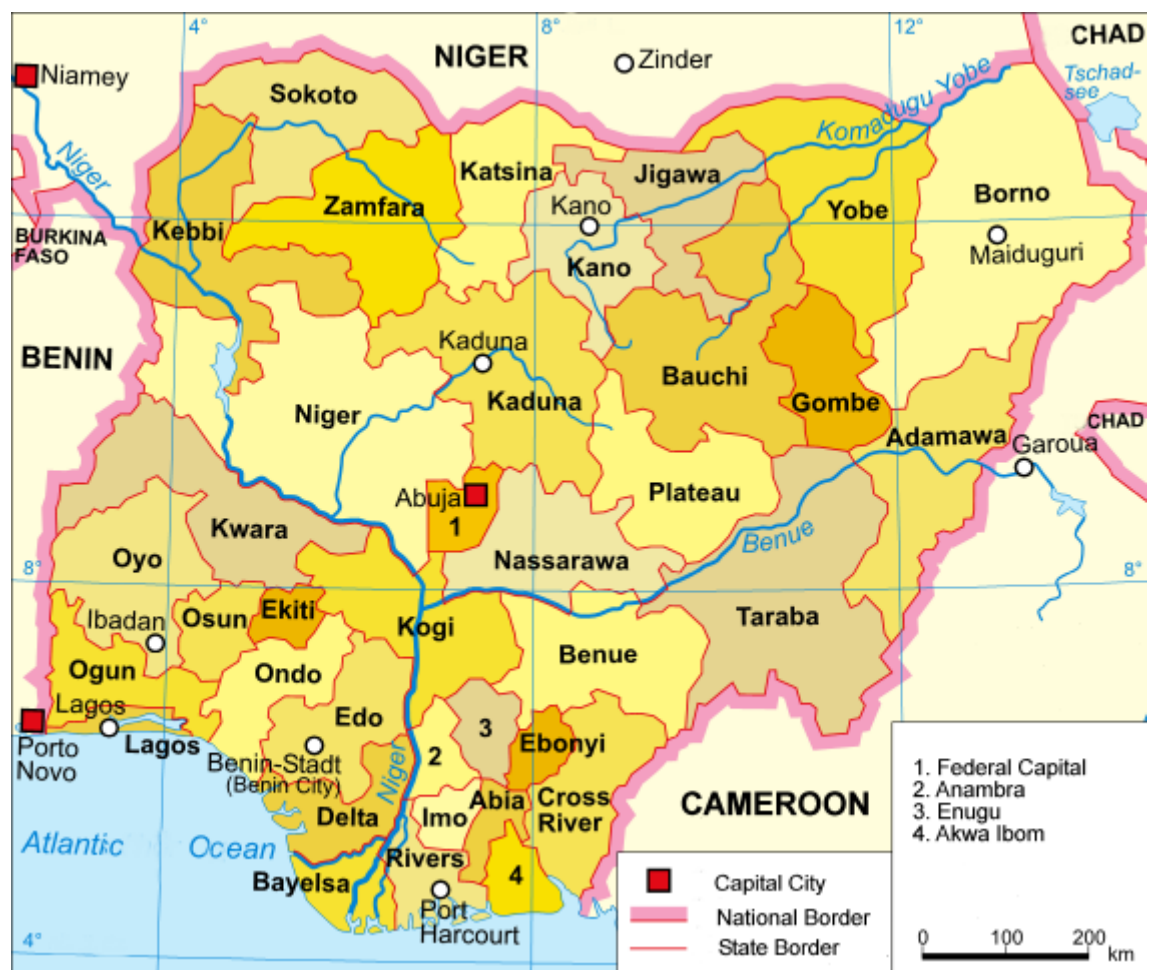 4°
8°
12°
CHAD
NIGER
Zinder
Tschad-
see
Niamey
Sokoto
Komadugu Yobe
Niger
Katsina
Jigawa
Borno
Zamfara
Kano
Yobe
Kebbi
BURKINA
FASO
Maiduguri
Kano
Kaduna
BENIN
Bauchi
Niger
Kaduna
Gombe
CHAD
Adamawa
Garoua
Abuja
Plateau
1
Kwara
Benue
Oyo
Nassarawa
8°
8°
Ekiti
Taraba
Ibadan
Osun
Kogi
Benue
Ogun
Ondo
Lagos
Edo
3
Porto
Novo
Lagos
Ebonyi
2
Benin-Stadt
(Benin City)
Niger
1. Federal Capital
2. Anambra
3. Enugu
4. Akwa Ibom
Abia
Cross
River
CAMEROON
Delta
Imo
Atlantic Ocean
Rivers
Bayelsa
4
Port
Harcourt
Capital City
National Border
State Border
4°
0 100 200
km